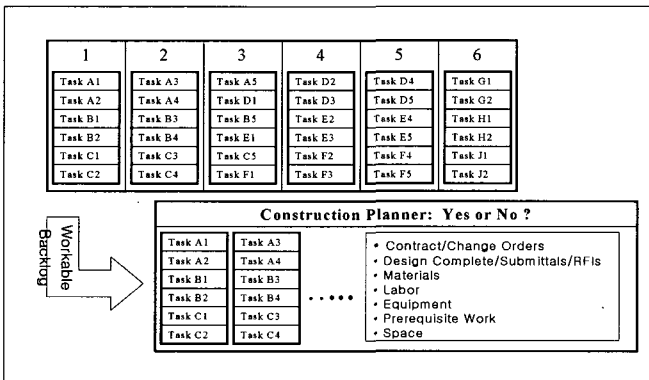 1 2 3 4 5 6
Task A1 Task A3 Task A5 Task D2 Task D4 Task G1
Task A2 Task A4 Task D1 Task D3 Task D5 Task G2
Task B1 Task B3 Task B5 Task E2 Task E4 Task H1
Task B2 Task B4 Task E1 Task E3 Task E5 Task H2
Task C1 Task C3 Task C5 Task F2 Task F4 Task J1
Task C2 Task C4 Task F1 Task F3 Task F5 Task J2
Workable
Backlog
Construction Planner: Yes or No ?
Task A1 Task A3
Task A2 Task A4
Task B1 Task B3
Task B2 Task B4
Task C1 Task C3
Task C2 Task C4
.....
• Contract/Change Orders
• Design Complete/Submittals/RFIs
• Materials
• Labor
• Equipment
• Prerequisite Work
• Space